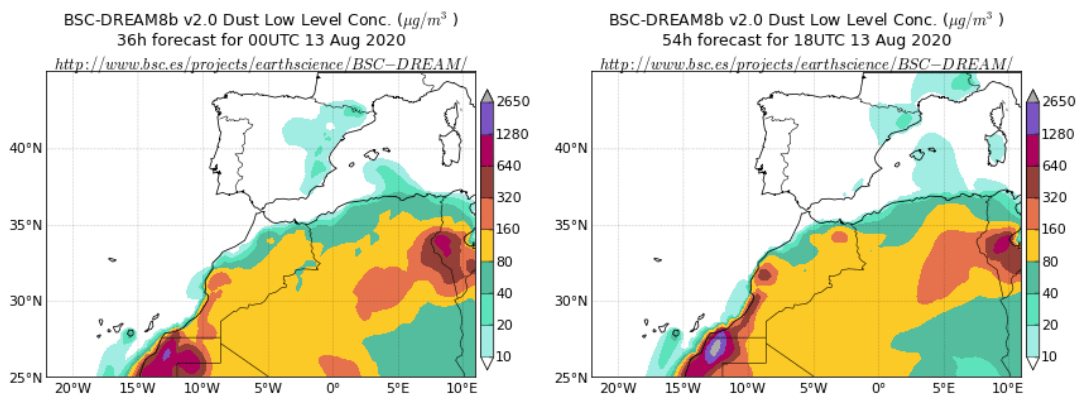 BSC-DREAM8b v2.0 Dust Low Level Conc. (μg/m³ )
36h forecast for 00UTC 13 Aug 2020
http://www.bsc.es/projects/earthscience/BSC−DREAM/
2650
1280
640
320
160
80
40
20
10
40°N
35°N
30°N
25°N
20°W 15°W 10°W 5°W 0°E 5°E 10°E
BSC-DREAM8b v2.0 Dust Low Level Conc. (μg/m³ )
54h forecast for 18UTC 13 Aug 2020
http://www.bsc.es/projects/earthscience/BSC−DREAM/
2650
1280
640
320
160
80
40
20
10
40°N
35°N
30°N
25°N
20°W 15°W 10°W 5°W 0°E 5°E 10°E